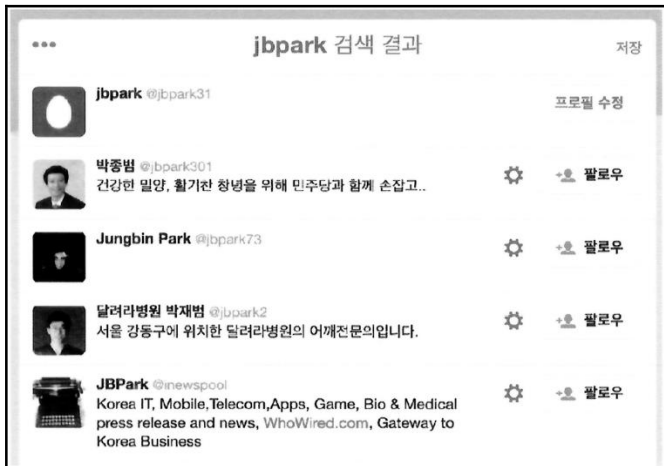 ••• jbpark 검색 결과 저장
jbpark @jbpark31 프로필 수정
박종범 @jbpark301
건강한 밀양, 활기찬 창녕을 위해 민주당과 함께 손잡고.. 팔로우
Jungbin Park @jbpark73 팔로우
달려라병원 박재범 @jbpark2
서울 강동구에 위치한 달려라병원의 어깨전문의입니다. 팔로우
JBPark @inewspool
Korea IT, Mobile,Telecom,Apps, Game, Bio & Medical 팔로우
press release and news, WhoWired.com, Gateway to
Korea Business